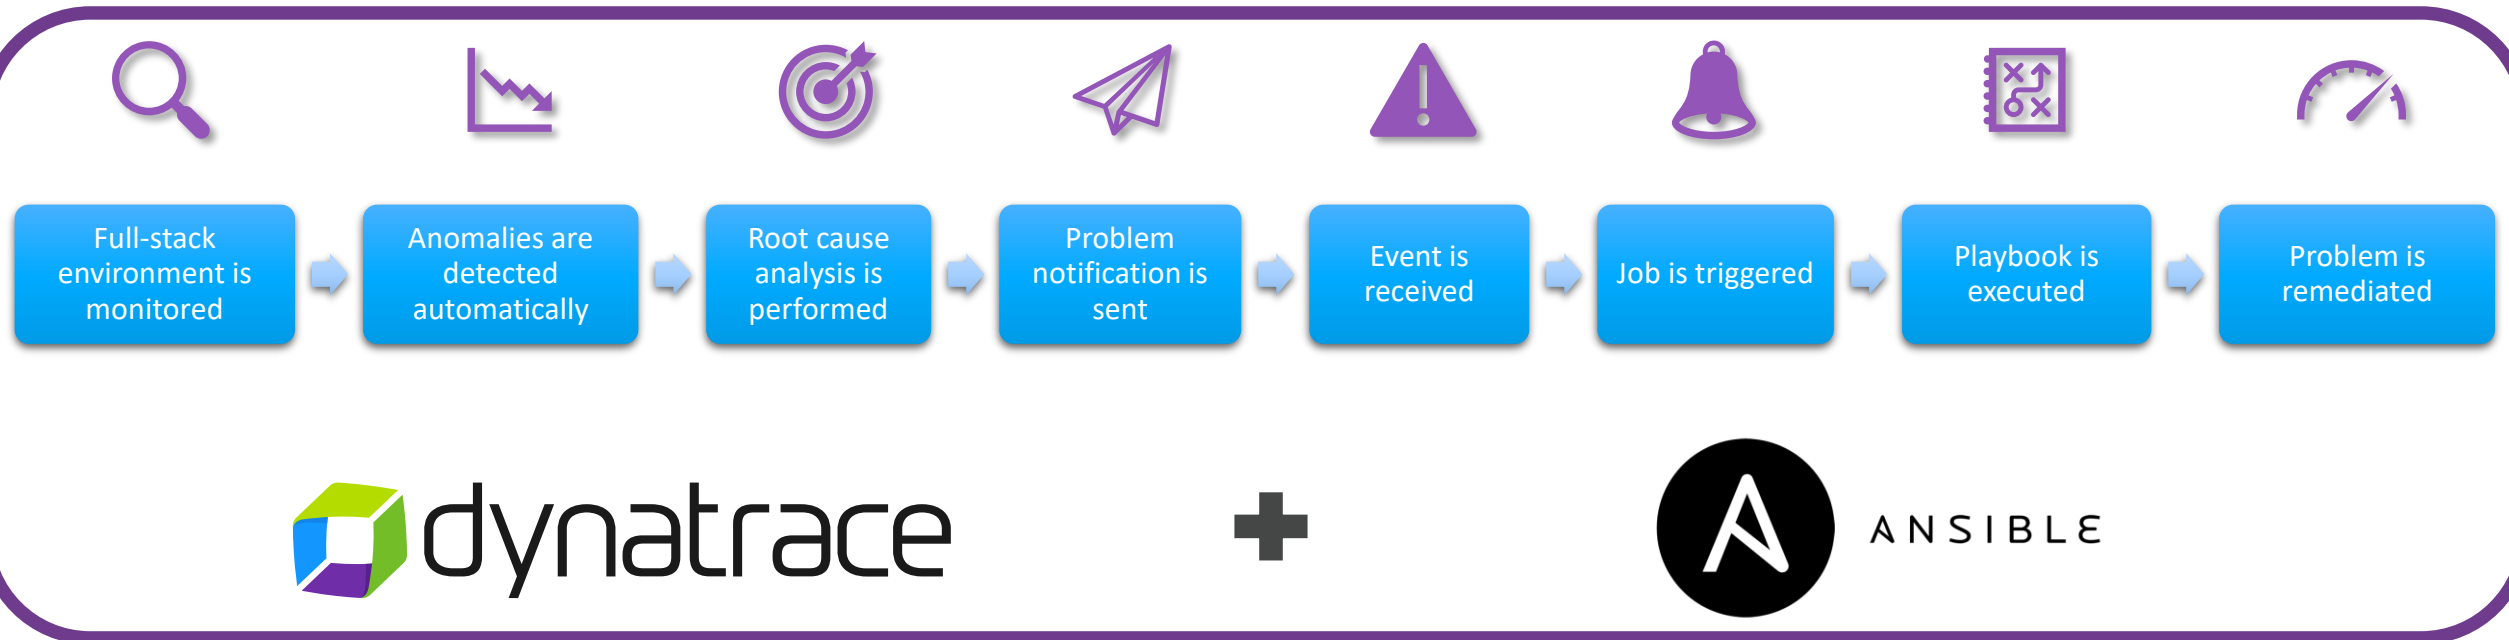 Full-stack
environment is
monitored
Anomalies are
detected
automatically
Root cause
analysis is
performed
Problem
notification is
sent
Event is
received
Job is triggered
Playbook is
executed
Problem is
remediated
dynatrace
ANSIBLE